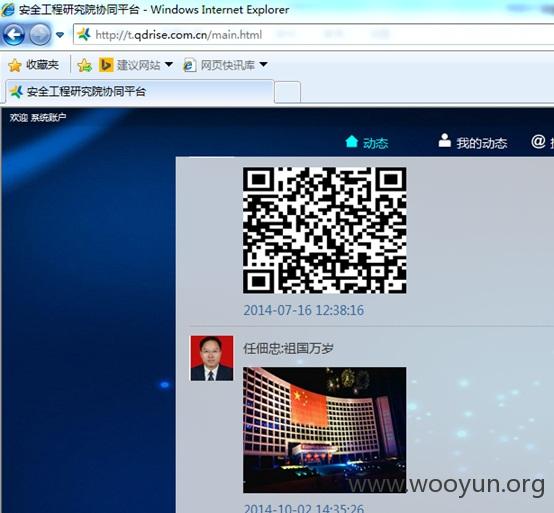 安全工程研究院协同平台 - Windows Internet Explorer
http://t.qdrise.com.cn/main.html
收藏夹
建议网站
网页快讯库
安全工程研究院协同平台
欢迎 系统账户
动态
我的动态
@
2014-07-16 12:38:16
任佃忠:祖国万岁
www.wooyun.org
2014-10-02 14:35:26